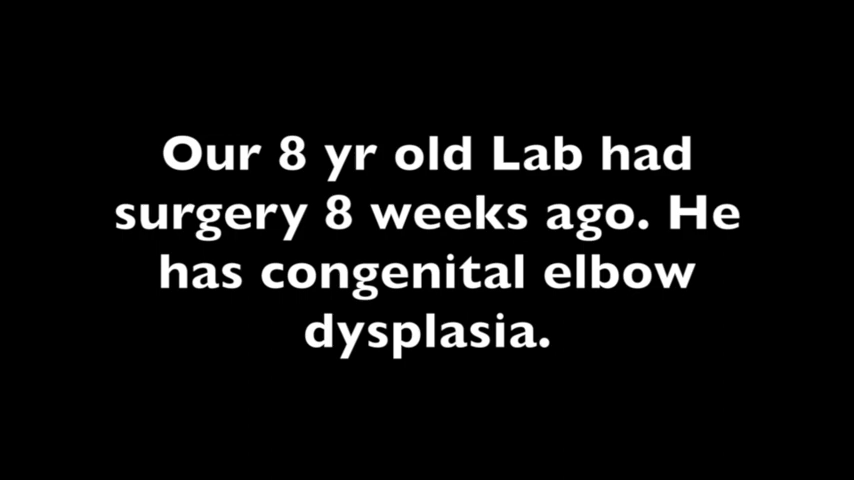 Our 8 yr old Lab had
surgery 8 weeks ago. He
has congenital elbow
dysplasia.